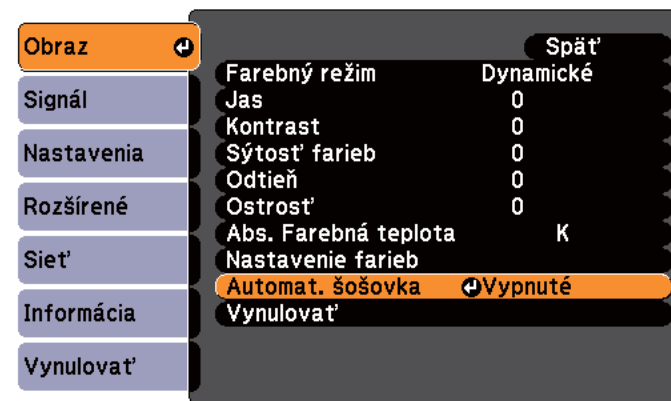 Obraz
Signál
Nastavenia
Rozšírené
Sieť
Informácia
Vynulovať
Späť
Farebný režim Dynamické
Jas 0
Kontrast 0
Sýtosť farieb 0
Odtieň 0
Ostrosť 0
Abs. Farebná teplota K
Nastavenie farieb
Automat. šošovka Vypnuté
Vynulovať